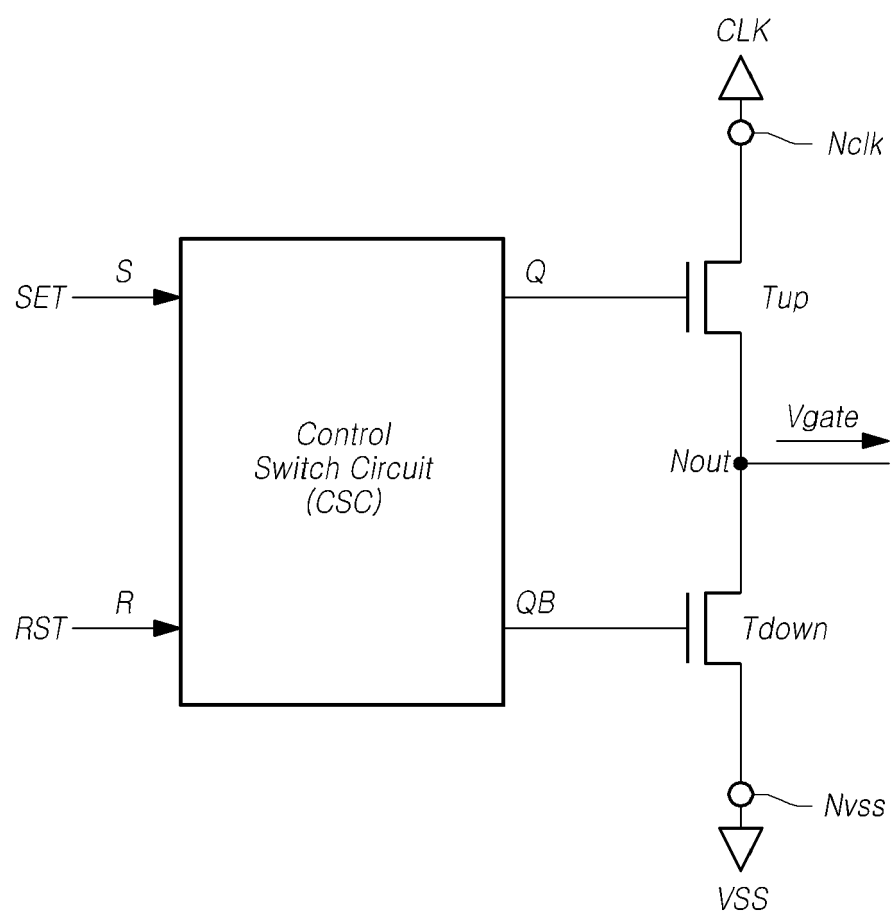 CLK
Nclk
S
SET
Q
Tup
Control
Switch Circuit
(CSC)
Vgate
Nout
R
RST
QB
Tdown
Nvss
VSS